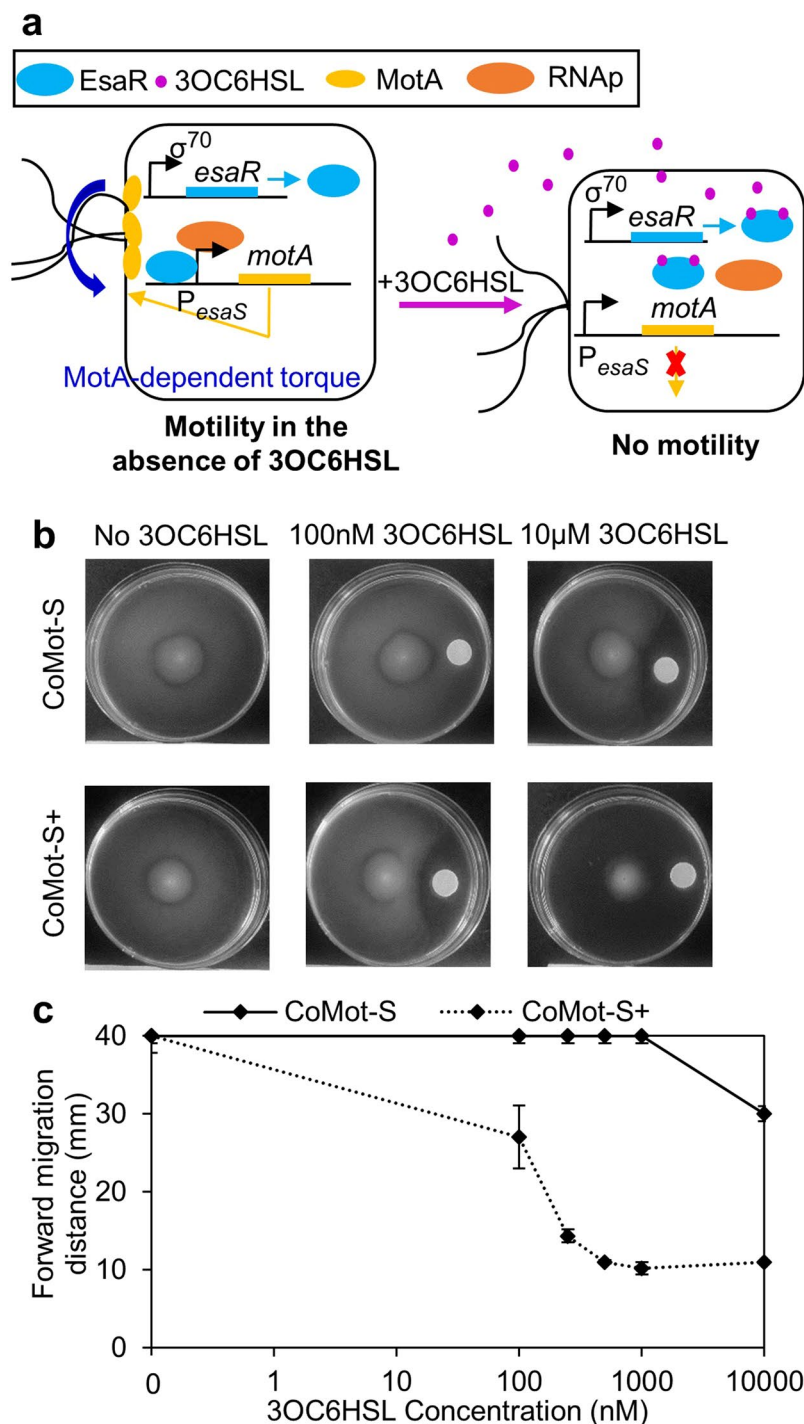 a
EsaR 3OC6HSL MotA RNAp
σ70
esaR
motA
PesaS
MotA-dependent torque
Motility in the
absence of 3OC6HSL
+3OC6HSL
σ70
esaR
motA
PesaS
No motility
b
No 3OC6HSL 100nM 3OC6HSL 10µM 3OC6HSL
CoMot-S
CoMot-S+
c
CoMot-S CoMot-S+
Forward migration
distance (mm)
40
30
20
10
0
0 1 10 100 1000 10000
3OC6HSL Concentration (nM)